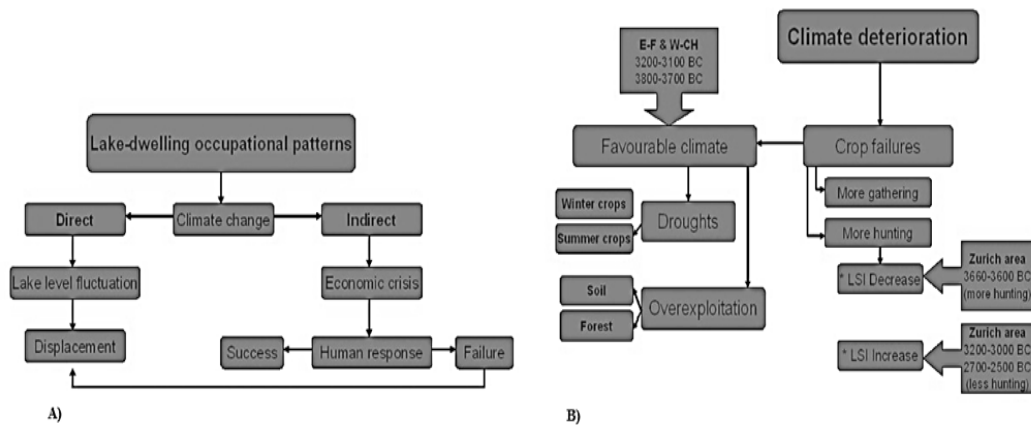 Lake-dwelling occupational patterns
Direct
Climate change
Indirect
Lake level fluctuation
Economic crisis
Displacement
Success
Human response
Failure
A)
E-F & W-CH
3200-3100 BC
3800-3700 BC
Climate deterioration
Favourable climate
Crop failures
More gathering
Winter crops
Droughts
Summer crops
More hunting
* LSI Decrease
Zurich area
3660-3600 BC
(more hunting)
Soil
Overexploitation
Forest
* LSI Increase
Zurich area
3200-3000 BC
2700-2500 BC
(less hunting)
B)